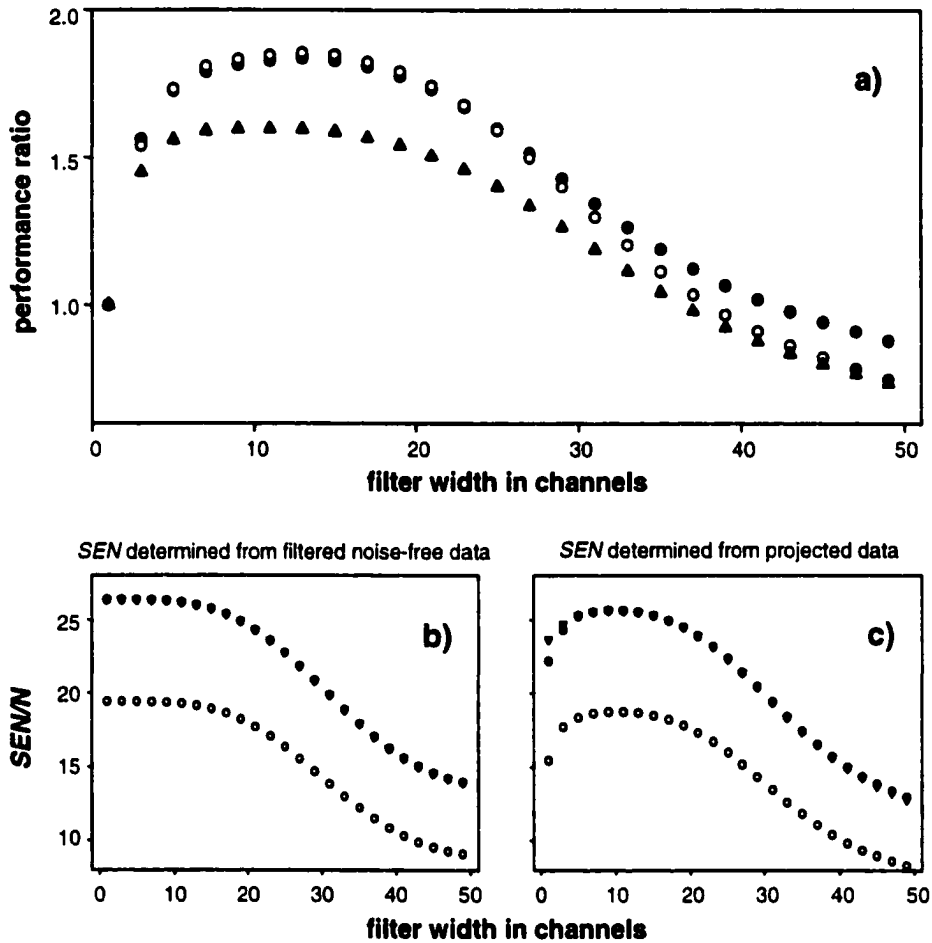 2.0
1.5
1.0
performance ratio
a)
0 10 20 30 40 50
filter width in channels
SEN determined from filtered noise-free data
SEN determined from projected data
25
20
15
10
SEN/N
b)
c)
0 10 20 30 40 50
0 10 20 30 40 50
filter width in channels